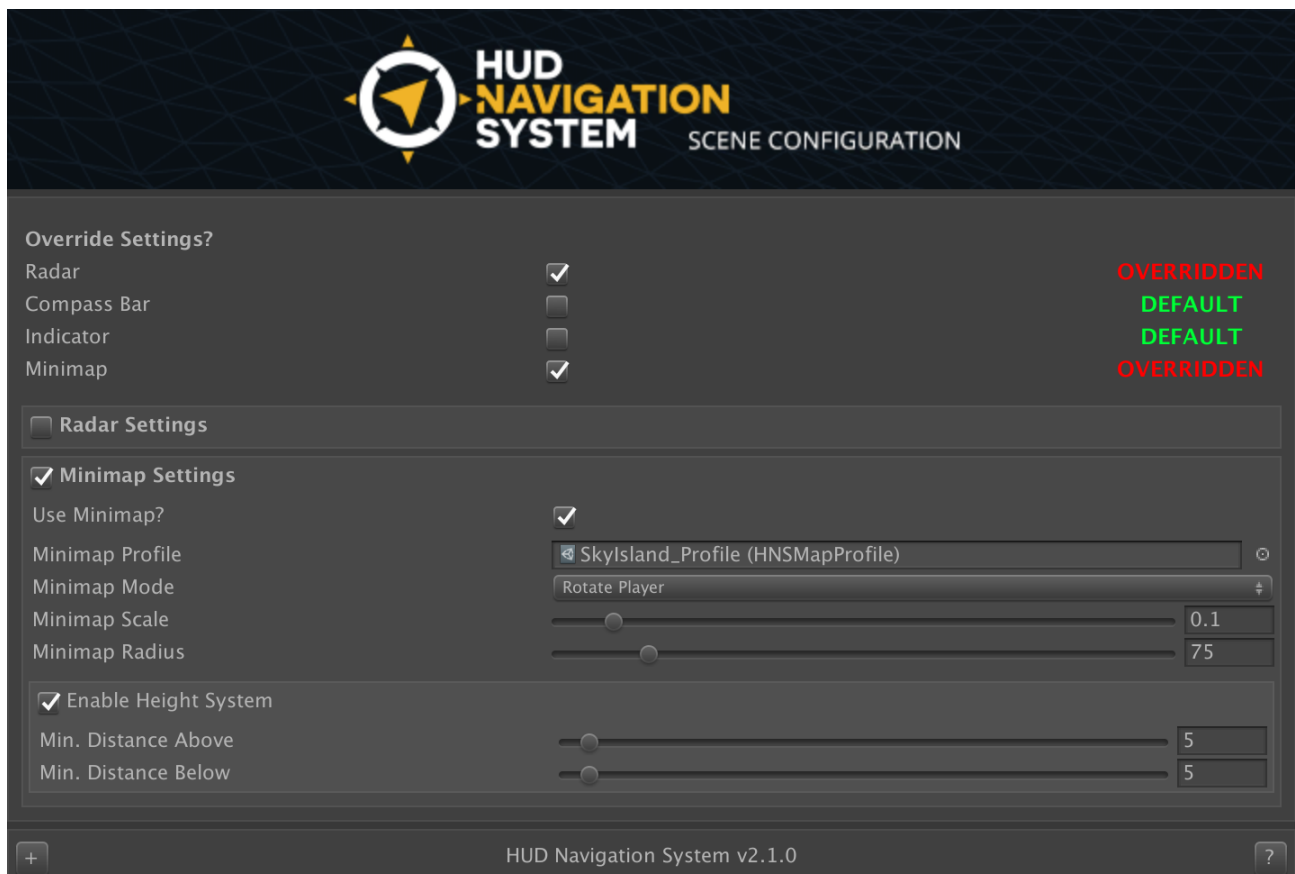 HUD
NAVIGATION
SYSTEM SCENE CONFIGURATION
Override Settings?
Radar OVERRIDDEN
Compass Bar DEFAULT
Indicator DEFAULT
Minimap OVERRIDDEN
Radar Settings
Minimap Settings
Use Minimap?
Minimap Profile SkyIsland_Profile (HNSMapProfile)
Minimap Mode Rotate Player
Minimap Scale 0.1
Minimap Radius 75
Enable Height System
Min. Distance Above 5
Min. Distance Below 5
+ HUD Navigation System v2.1.0 ?